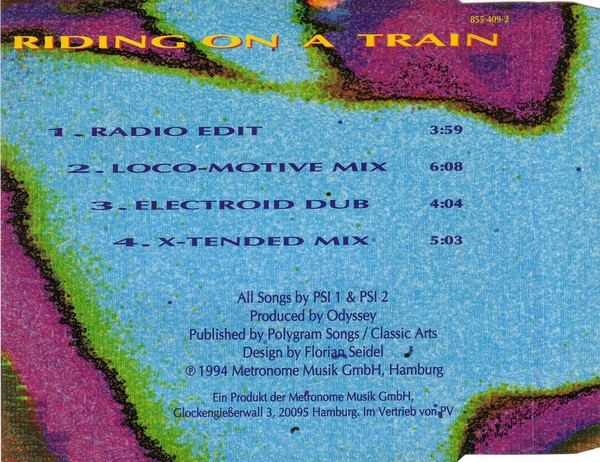 855 409-2
RIDING ON A TRAIN
1. RADIO EDIT 3:59
2. LOCO-MOTIVE MIX 6:08
3. ELECTROID DUB 4:04
4. X-TENDED MIX 5:03
All Songs by PSI 1 & PSI 2
Produced by Odyssey
Published by Polygram Songs / Classic Arts
Design by Florian Seidel
℗ 1994 Metronome Musik GmbH, Hamburg
Ein Produkt der Metronome Musik GmbH,
Glockengießerwall 3, 20095 Hamburg. Im Vertrieb von PV